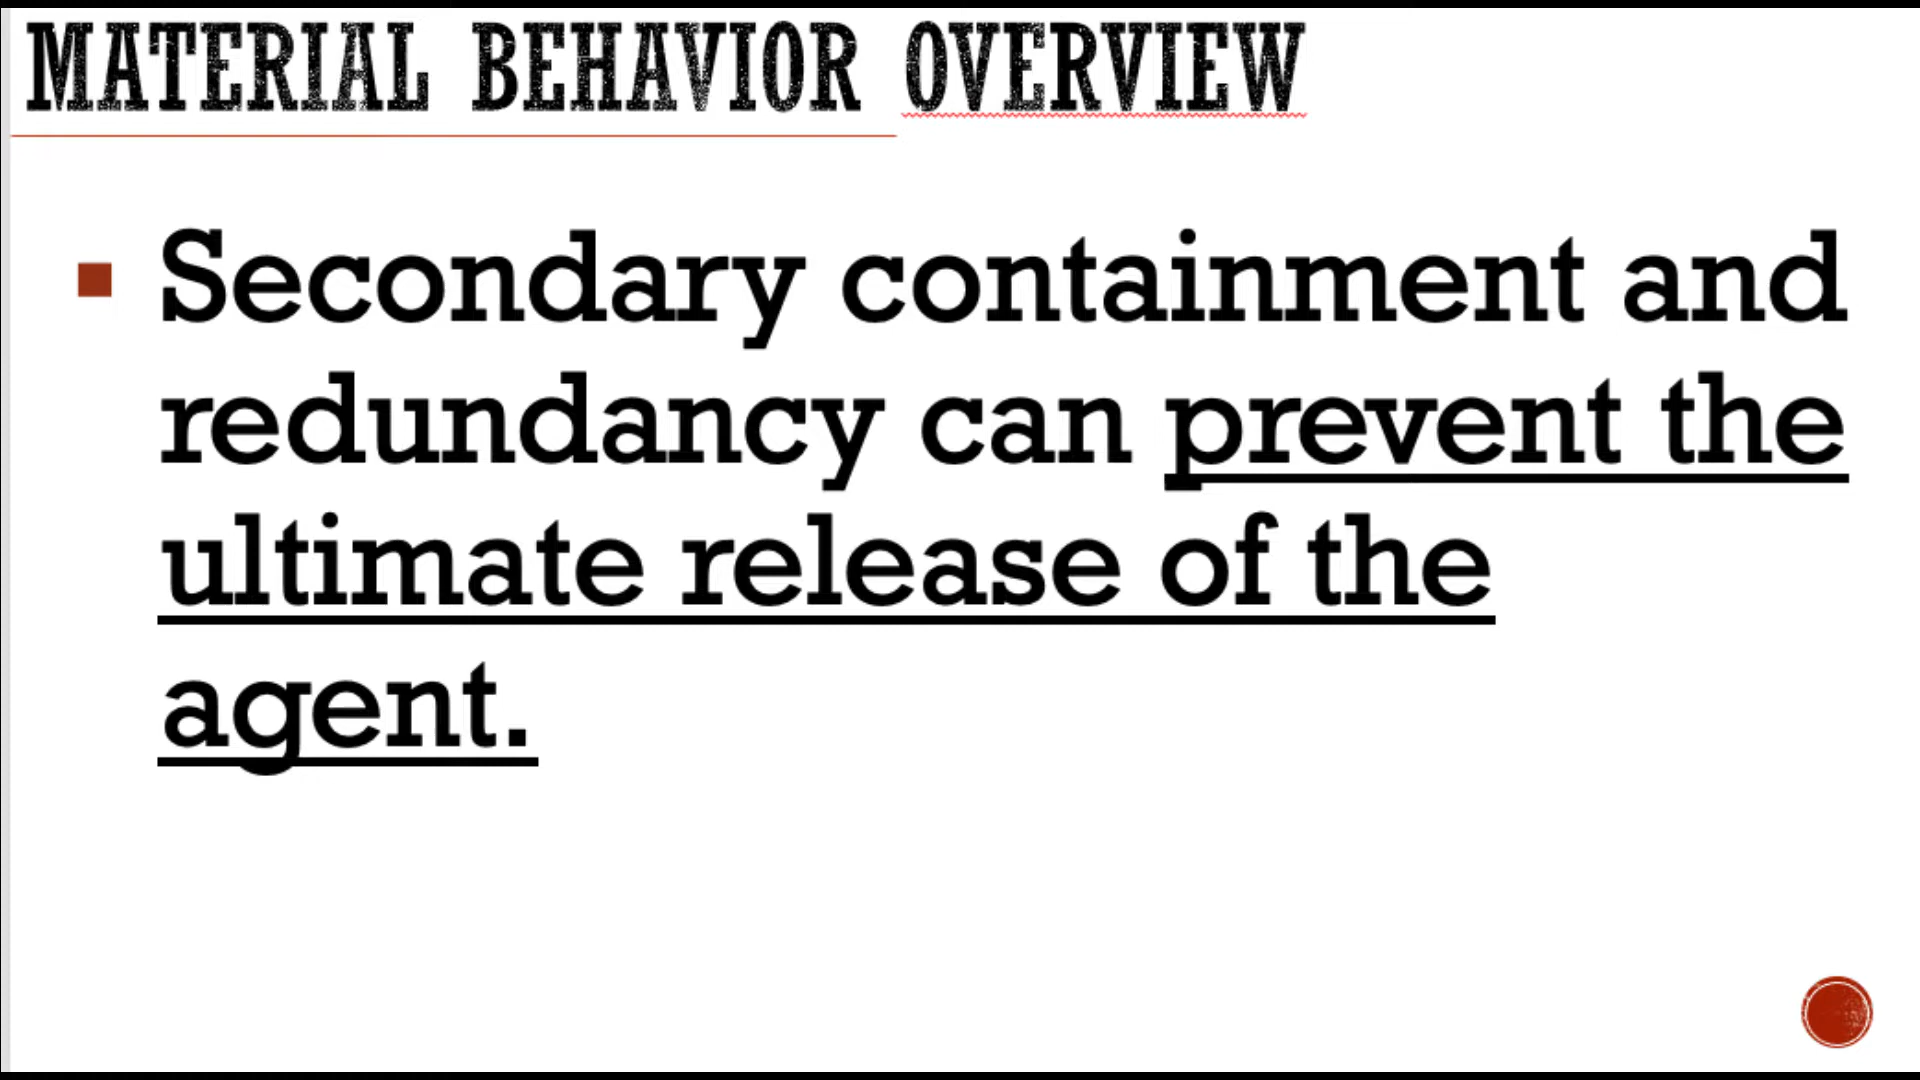 MATERIAL BEHAVIOR OVERVIEW
Secondary containment and
redundancy can prevent the
ultimate release of the
agent.